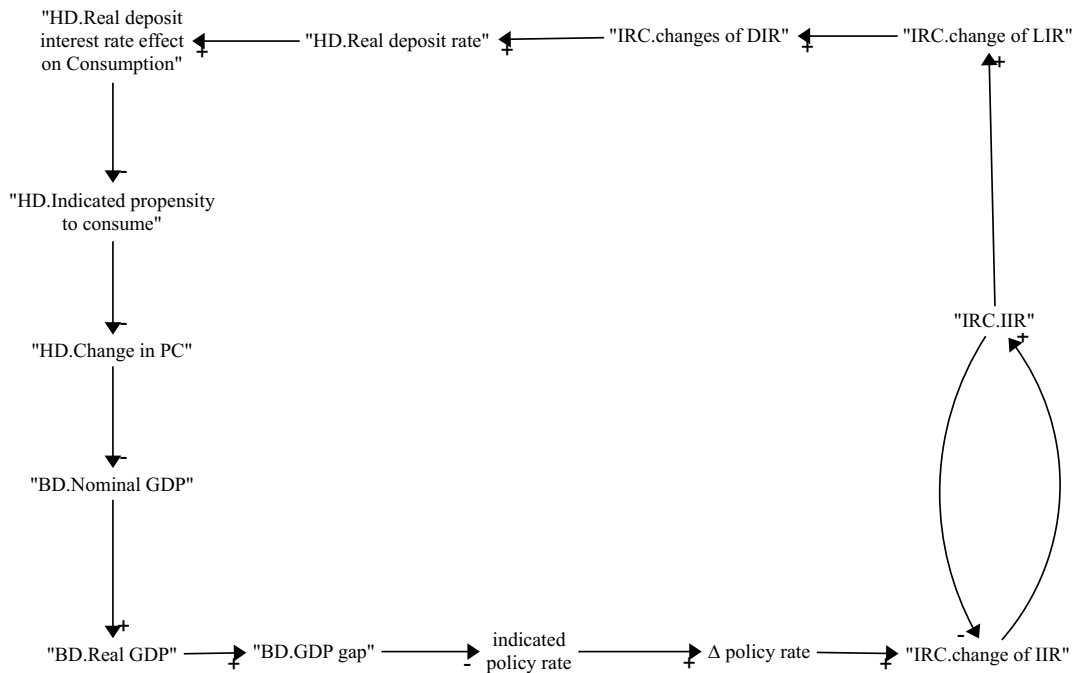 "HD.Real deposit
interest rate effect
on Consumption"
+
"HD.Real deposit rate"
+
"IRC.changes of DIR"
+
"IRC.change of LIR"
+
-
"HD.Indicated propensity
to consume"
-
"HD.Change in PC"
-
"BD.Nominal GDP"
+
"BD.Real GDP"
+
"BD.GDP gap"
-
indicated
policy rate
+
Δ policy rate
+
"IRC.change of IIR"
-
"IRC.IIR"
+